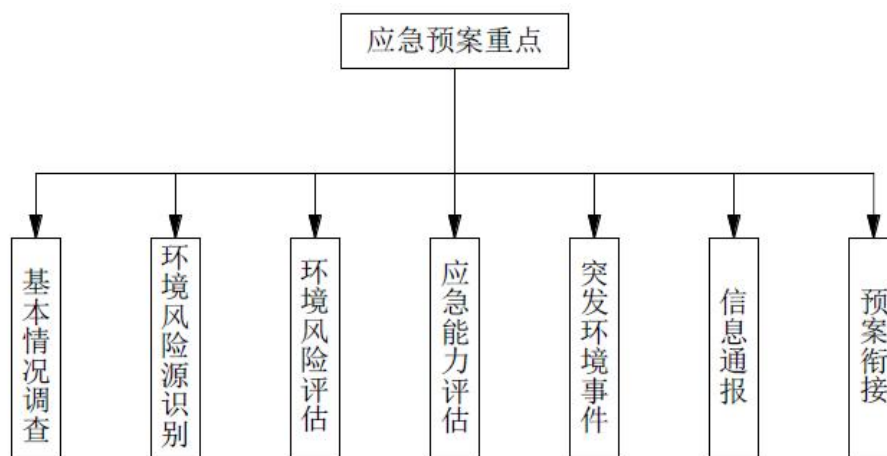 应急预案重点
基本情况调查
环境风险源识别
环境风险评估
应急能力评估
突发环境事件
信息通报
预案衔接